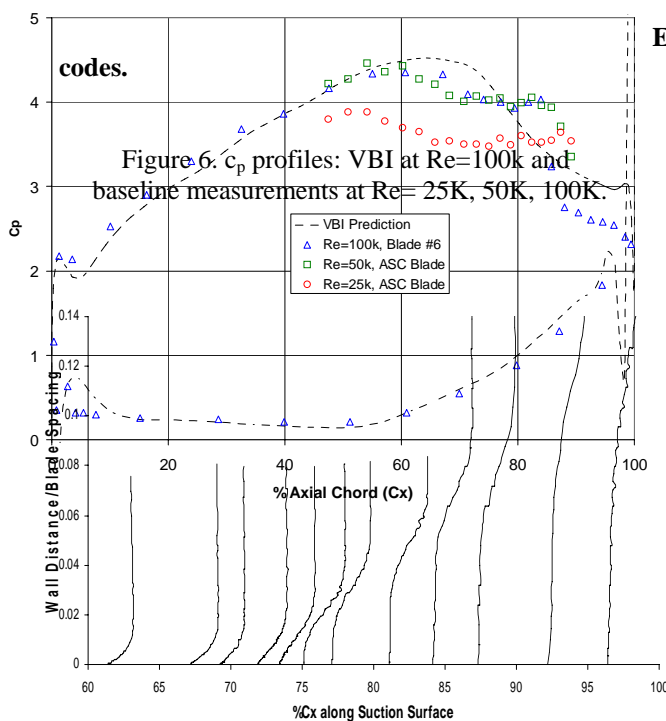 5
E
codes.
4
Figure 6. cp profiles: VBI at Re=100k and
baseline measurements at Re= 25K, 50K, 100K.
3
Cp
VBI Prediction
Re=100k, Blade #6
Re=50k, ASC Blade
Re=25k, ASC Blade
2
0.14
1
0.12
0
20
40
60
80
100
0.08
% Axial Chord (Cx)
Wall Distance/Blade Spacing
0.06
0.04
0.02
0
60
65
70
75
80
85
90
95
100
%Cx along Suction Surface